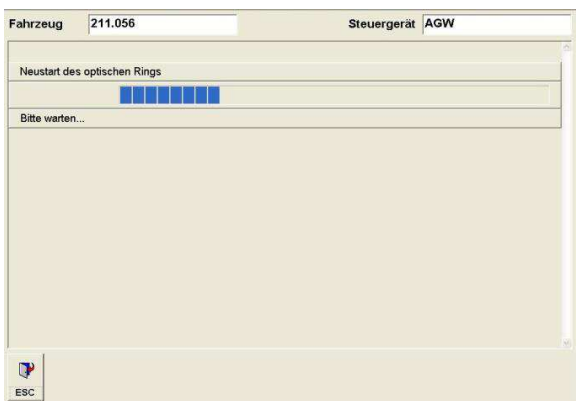 Fahrzeug 211.056 Steuergerät AGW
Neustart des optischen Rings
Bitte warten...
ESC